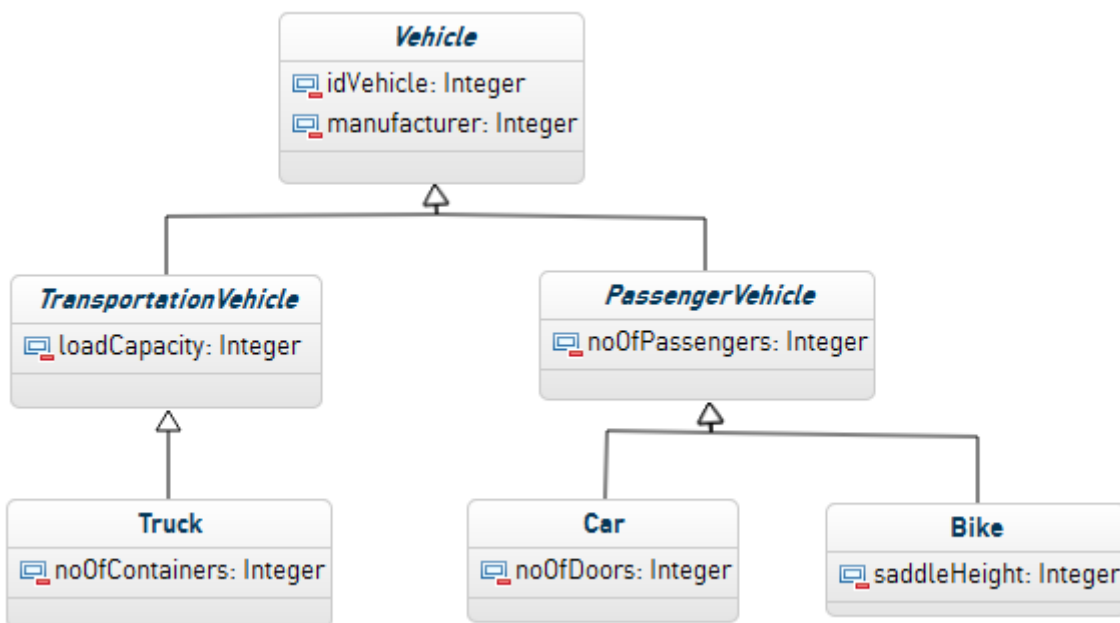 Vehicle
idVehicle: Integer
manufacturer: Integer
TransportationVehicle
loadCapacity: Integer
PassengerVehicle
noOfPassengers: Integer
Truck
noOfContainers: Integer
Car
noOfDoors: Integer
Bike
saddleHeight: Integer